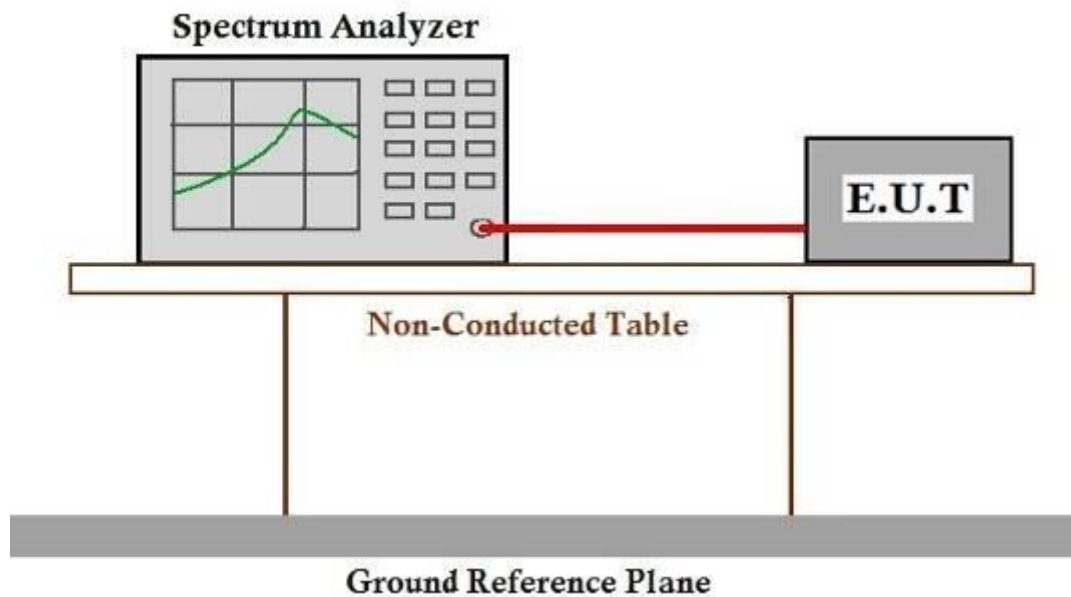 Spectrum Analyzer
E.U.T
Non-Conducted Table
Ground Reference Plane